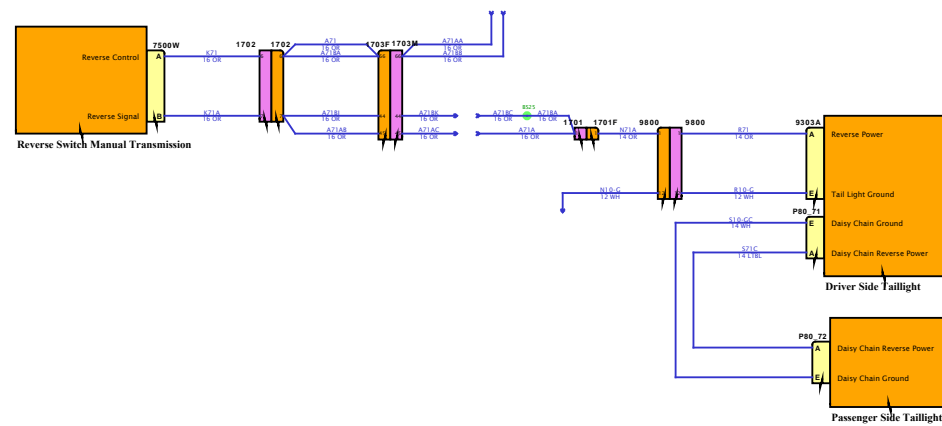 7500W
Reverse Control
A
Reverse Signal
B
Reverse Switch Manual Transmission
K71
16 OR
K71A
16 OR
1702 1702
A71
16 OR
A71BA
16 OR
A71BJ
16 OR
A71AB
16 OR
1703F 1703M
44
44
A71AA
16 OR
A71BB
16 OR
A71BK
16 OR
A71AC
16 OR
S525
A71BC
16 OR
A71BA
16 OR
A71A
16 OR
1701 1701F
N71A
14 OR
9800 9800
N10-G
12 WH
R71
14 OR
R10-G
12 WH
9303A
A
Reverse Power
E
Tail Light Ground
P80_71
E
Daisy Chain Ground
A
Daisy Chain Reverse Power
Driver Side Taillight
S10-GC
14 WH
S71C
14 LTBL
P80_72
A
Daisy Chain Reverse Power
E
Daisy Chain Ground
Passenger Side Taillight